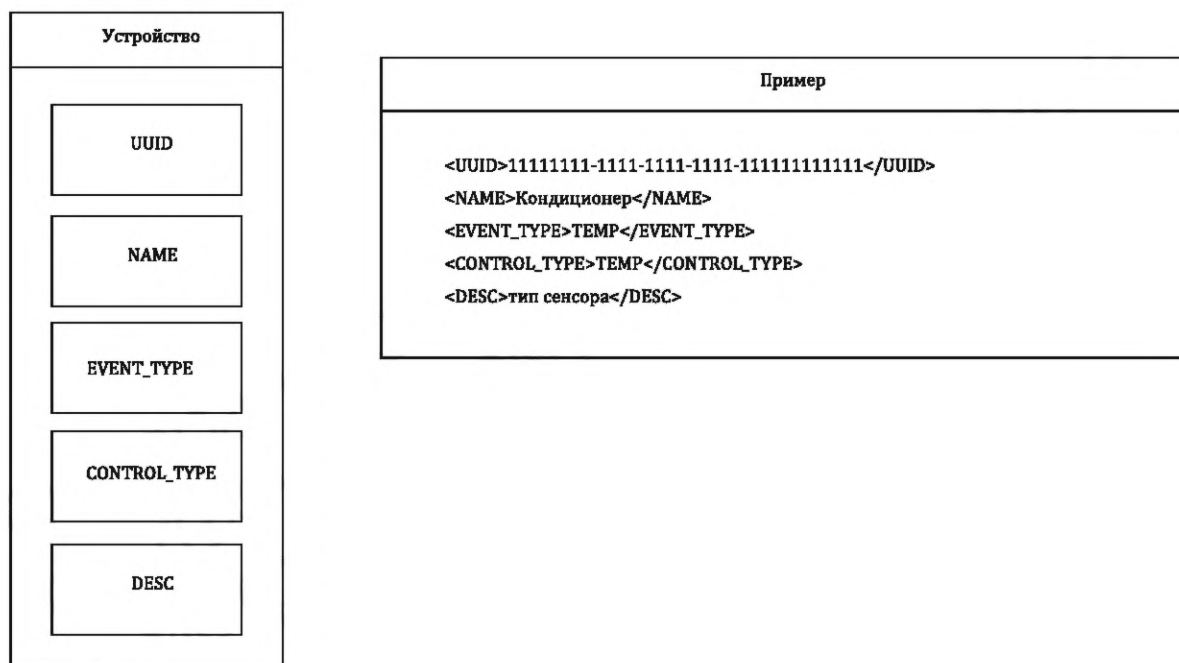 Устройство
UUID
NAME
EVENT_TYPE
CONTROL_TYPE
DESC
Пример
<UUID>11111111-1111-1111-1111-111111111111</UUID>
<NAME>Кондиционер</NAME>
<EVENT_TYPE>TEMP</EVENT_TYPE>
<CONTROL_TYPE>TEMP</CONTROL_TYPE>
<DESC>тип сенсора</DESC>